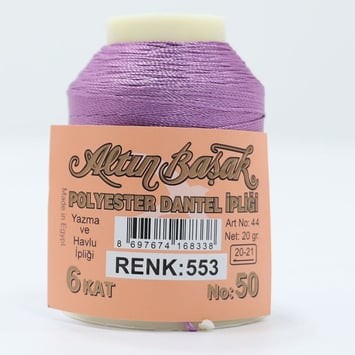 Altın Başak
POLYESTER DANTEL İPLİĞİ
Made in Egypt
Yazma
ve
Havlu
İpliği
8 697674 168338
Art No: 44
Net: 20 gr.
20-21
RENK:553
6 KAT
No: 50